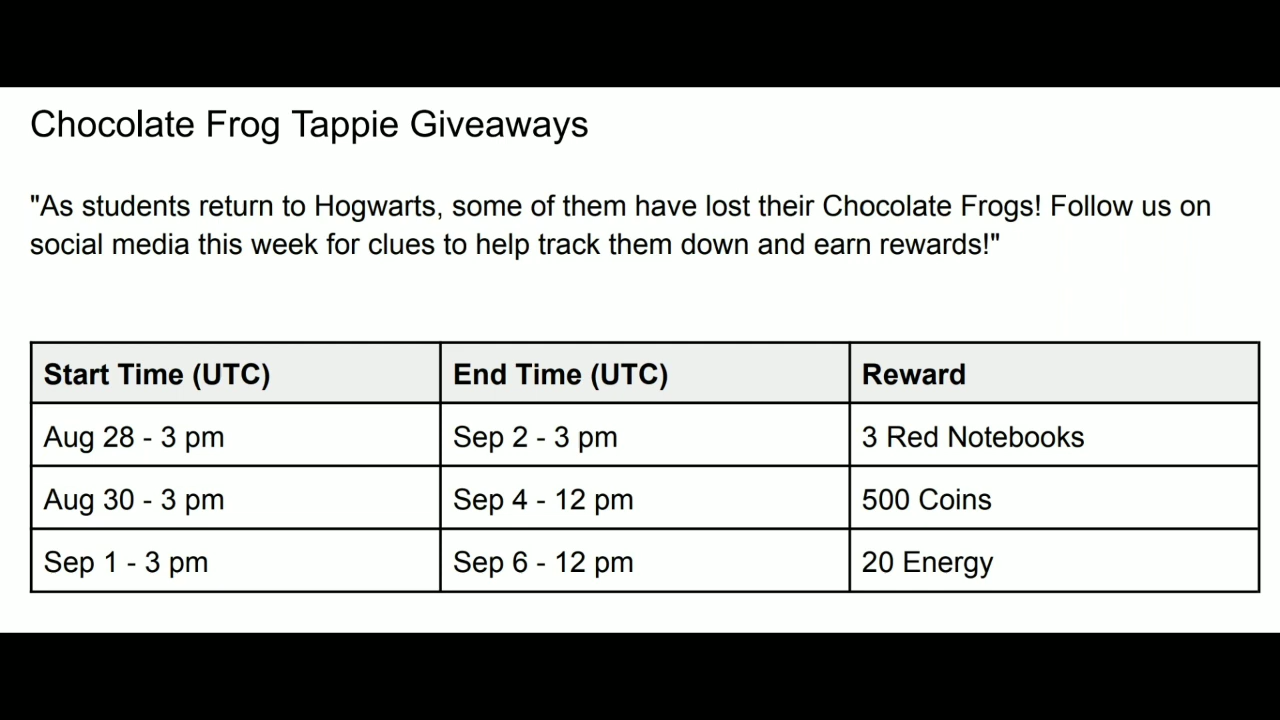 Chocolate Frog Tappie Giveaways
"As students return to Hogwarts, some of them have lost their Chocolate Frogs! Follow us on
social media this week for clues to help track them down and earn rewards!"
Start Time (UTC) End Time (UTC) Reward
Aug 28 - 3 pm Sep 2 - 3 pm 3 Red Notebooks
Aug 30 - 3 pm Sep 4 - 12 pm 500 Coins
Sep 1 - 3 pm Sep 6 - 12 pm 20 Energy